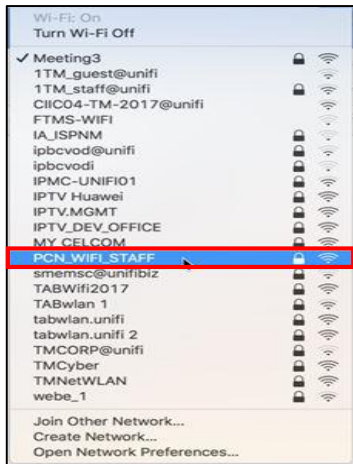 Wi-Fi: On
Turn Wi-Fi Off
✓ Meeting3
1TM_guest@unifi
1TM_staff@unifi
CIIC04-TM-2017@unifi
FTMS-WIFI
IA_ISPNM
ipbcvod@unifi
ipbcvodi
IPMC-UNIFI01
IPTV Huawei
IPTV.MGMT
IPTV_DEV_OFFICE
MY CELCOM
PCN_WIFI_STAFF
smemsc@unifibiz
TABWifi2017
TABwlan 1
tabwlan.unifi
tabwlan.unifi 2
TMCORP@unifi
TMCyber
TMNetWLAN
webe_1
Join Other Network...
Create Network...
Open Network Preferences...